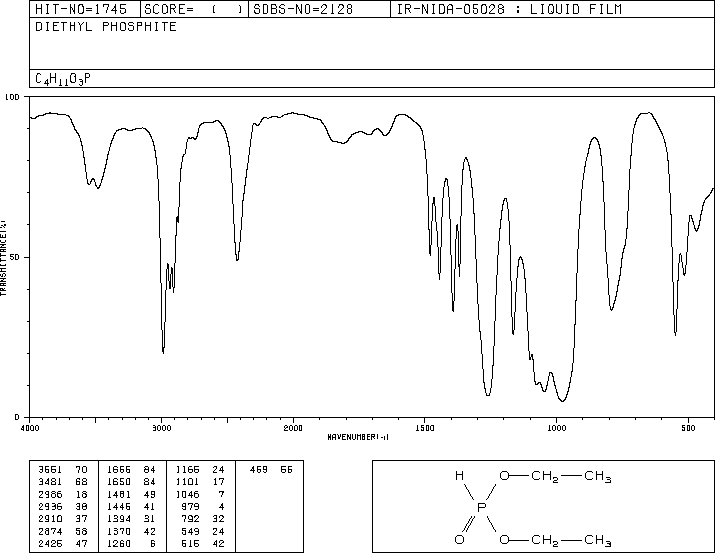 HIT-NO=1745 SCORE= ( ) SDBS-NO=2128 IR-NIDA-05028 : LIQUID FILM
DIETHYL PHOSPHITE
C4H11O3P
100
50
0
TRANSMITTANCE(%)
4000 3000 2000 1500 1000 500
WAVENUMBER(-1)
3551 70 1666 84 1166 24 469 55
3481 68 1650 84 1101 17
2986 18 1481 49 1046 7
2936 38 1446 41 979 4
2910 37 1394 31 792 32
2874 58 1370 42 549 24
2425 47 1260 6 515 42
H O CH2 CH3
P
O O CH2 CH3